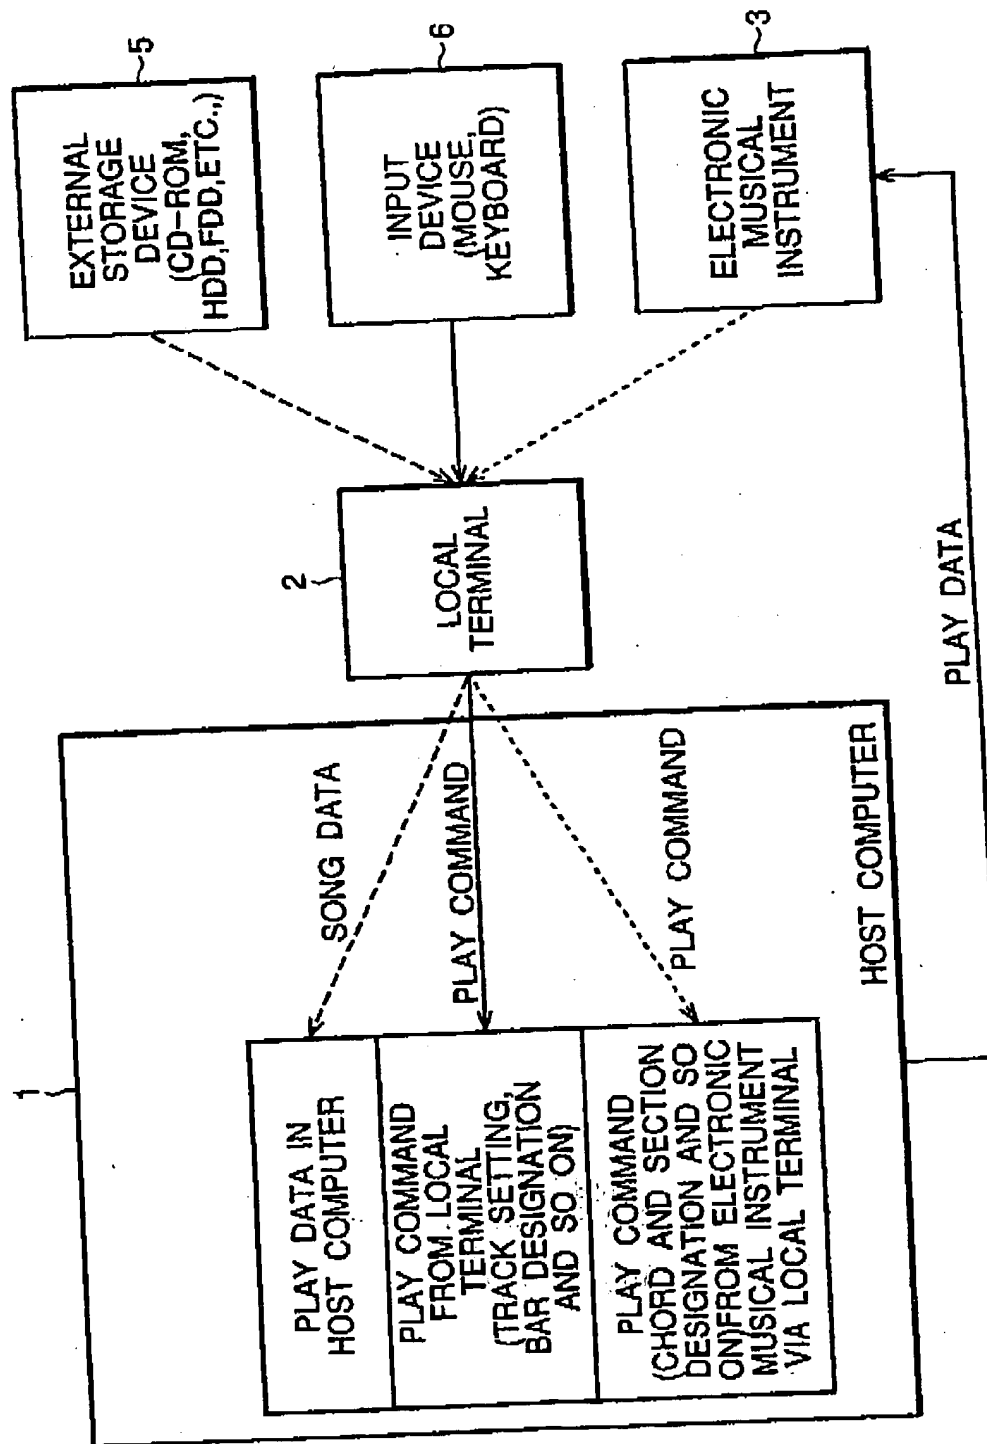 1
HOST COMPUTER
PLAY DATA IN
HOST COMPUTER
PLAY COMMAND
FROM LOCAL
TERMINAL
(TRACK SETTING,
BAR DESIGNATION
AND SO ON)
PLAY COMMAND
(CHORD AND SECTION
DESIGNATION AND SO
ON)FROM ELECTRONIC
MUSICAL INSTRUMENT
VIA LOCAL TERMINAL
SONG DATA
PLAY COMMAND
PLAY COMMAND
2
LOCAL
TERMINAL
5
EXTERNAL
STORAGE
DEVICE
(CD-ROM,
HDD,FDD,ETC.,)
6
INPUT
DEVICE
(MOUSE,
KEYBOARD)
3
ELECTRONIC
MUSICAL
INSTRUMENT
PLAY DATA